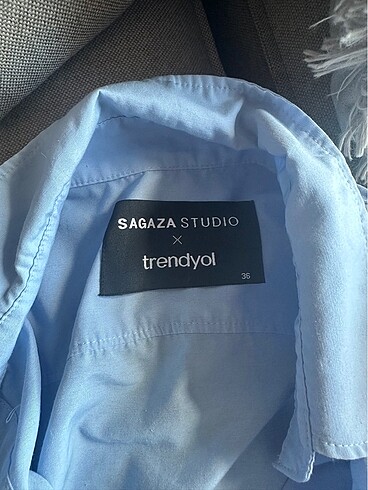 SAGAZA STUDIO
×
trendyol
36